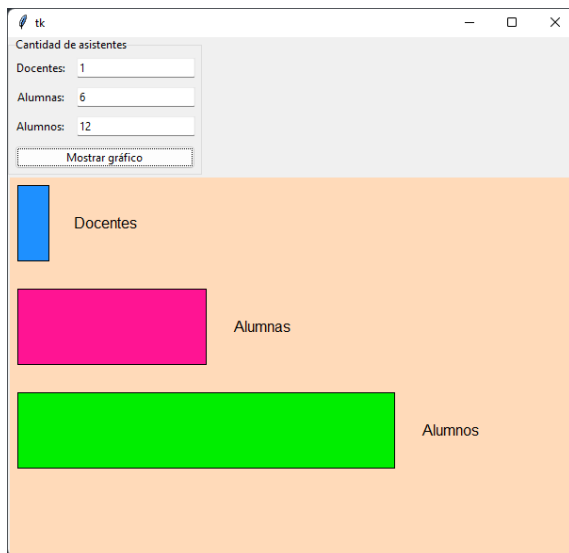 tk
Cantidad de asistentes
Docentes: 1
Alumnas: 6
Alumnos: 12
Mostrar gráfico
Docentes
Alumnas
Alumnos